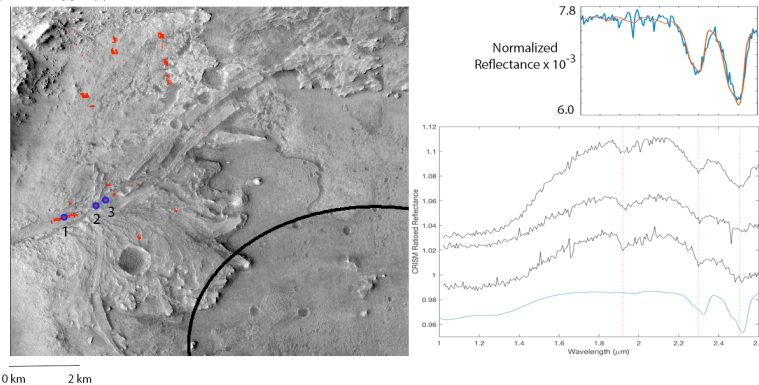 1
2
3
0 km 2 km
7.8
Normalized
Reflectance x 10-3
6.0
1.12
1.1
1.08
1.06
1.04
1.02
1
0.98
0.96
CRISM Ratioed Reflectance
1 1.2 1.4 1.6 1.8 2 2.2 2.4
Wavelength (μm)